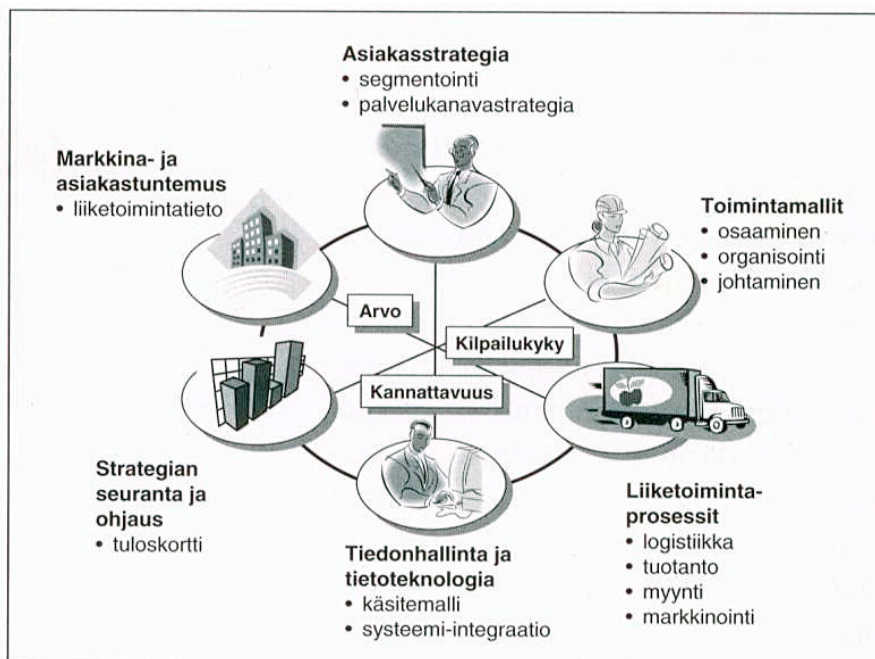 Asiakasstrategia
• segmentointi
• palvelukanavastrategia
Markkina- ja
asiakastuntemus
• liiketoimintatieto
Toimintamallit
• osaaminen
• organisointi
• johtaminen
Arvo
Kilpailukyky
Kannattavuus
Strategian
seuranta ja
ohjaus
• tuloskortti
Tiedonhallinta ja
tietoteknologia
• käsitemalli
• systeemi-integraatio
Liiketoiminta-
prosessit
• logistiikka
• tuotanto
• myynti
• markkinointi